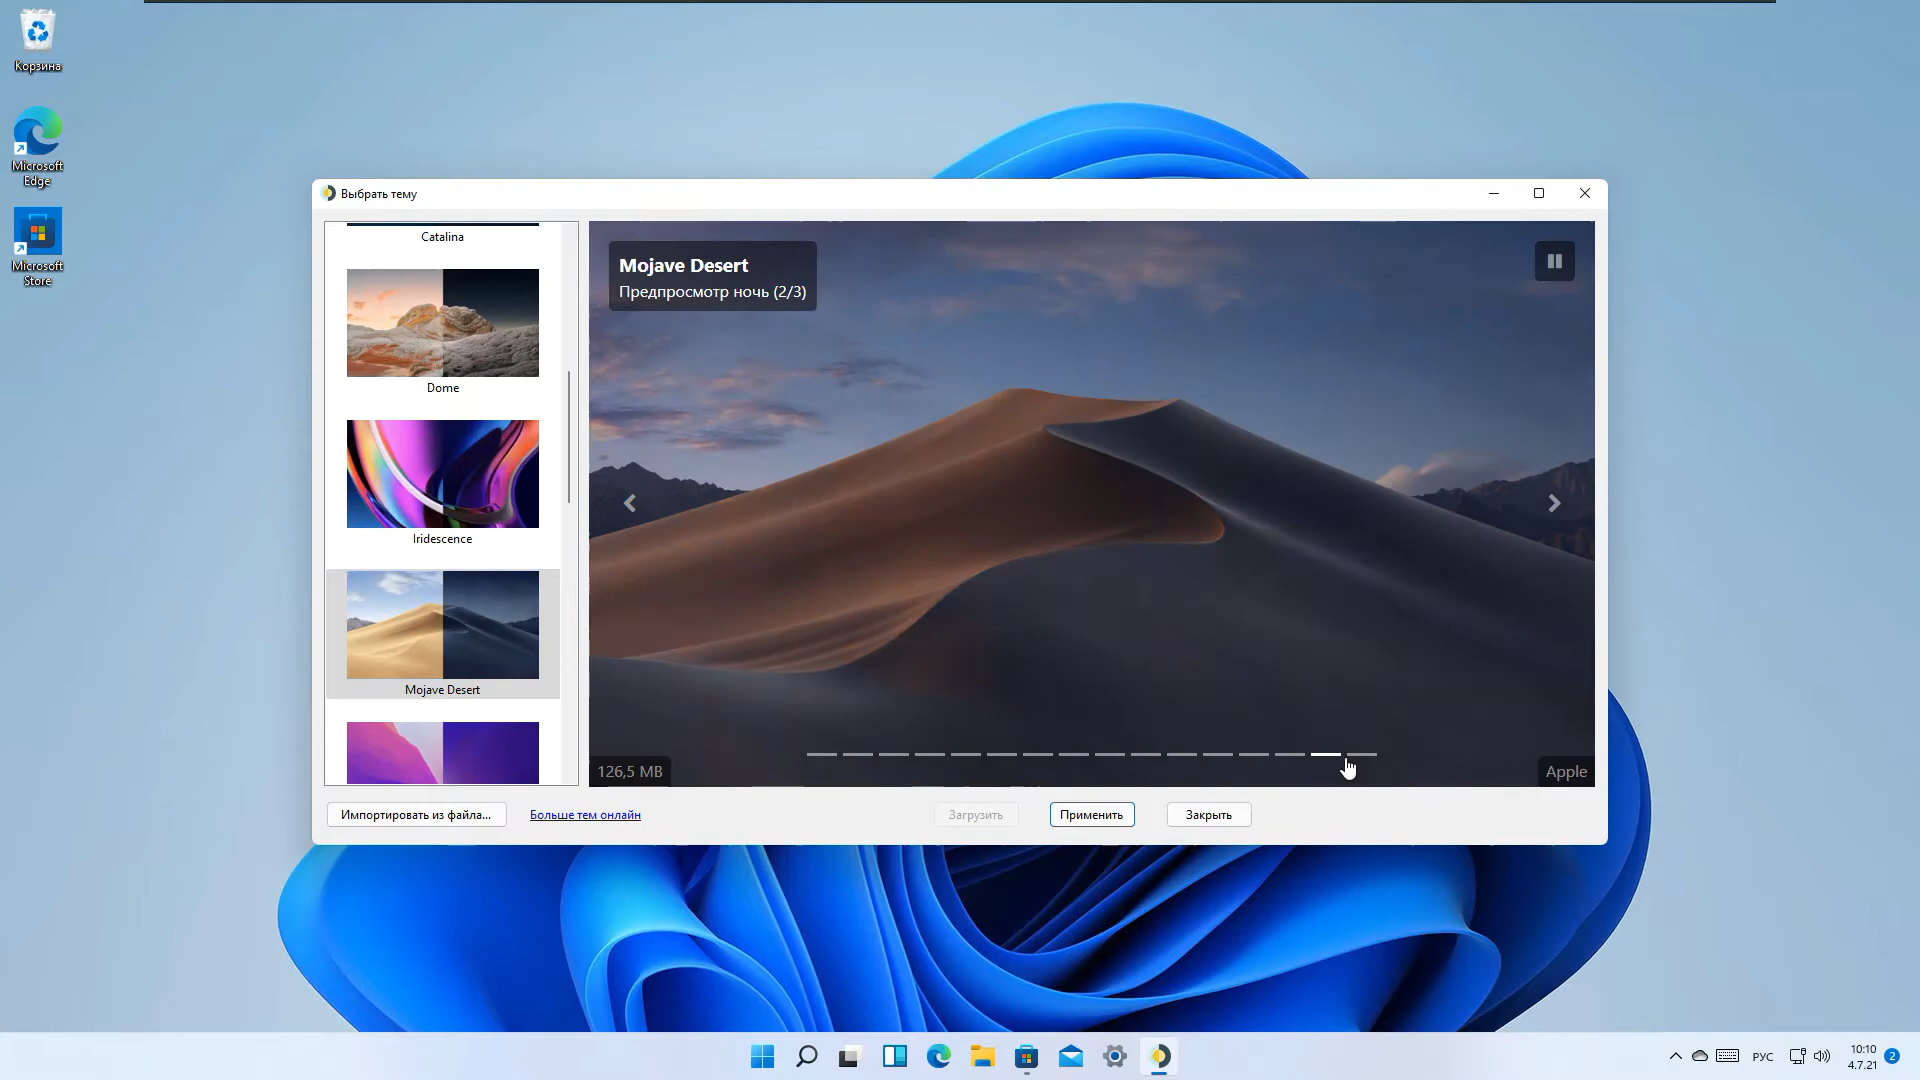 Корзина
Microsoft
Edge
Microsoft
Store
Выбрать тему
Catalina
Dome
Iridescence
Mojave Desert
Mojave Desert
Предпросмотр ночь (2/3)
126,5 MB
Apple
Импортировать из файла...
Больше тем онлайн
Загрузить
Применить
Закрыть
РУС
10:10
4.7.21
2